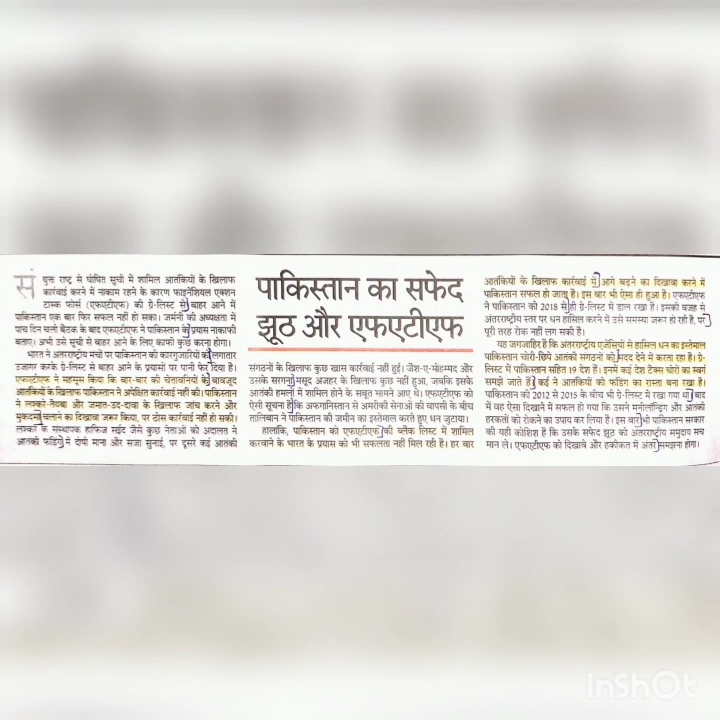 पाकिस्तान का सफेद
झूठ और एफएटीएफ
संयुक्त राष्ट्र से घोषित सूची में शामिल आतंकियों के खिलाफ
कार्रवाई करने में नाकाम रहने के कारण फाइनेंशियल एक्शन
टास्क फोर्स (एफएटीएफ) की ग्रे-लिस्ट से बाहर आने में
पाकिस्तान एक बार फिर सफल नहीं हो सका। जर्मनी की अध्यक्षता में
पांच दिन चली बैठक के बाद एफएटीएफ ने पाकिस्तान के प्रयास नाकाफी
बताए। अभी उसे सूची से बाहर आने के लिए काफी कुछ करना होगा।
भारत ने अंतरराष्ट्रीय मंचों पर पाकिस्तान की कारगुजारियों को लगातार
उजागर करके ग्रे-लिस्ट से बाहर आने के प्रयासों पर पानी फेर दिया है।
एफएटीएफ ने महसूस किया कि बार-बार की चेतावनियों के बावजूद
आतंकियों के खिलाफ पाकिस्तान ने अपेक्षित कार्रवाई नहीं की। पाकिस्तान
ने लश्कर-तैयबा और जमात-उद-दावा के खिलाफ जांच करने और
मुकदमा चलाने का दिखावा जरूर किया, पर ठोस कार्रवाई नहीं हो सकी।
लश्कर के संस्थापक हाफिज सईद जैसे कुछ नेताओं को अदालत ने
आतंकी फंडिंग में दोषी माना और सजा सुनाई, पर दूसरे कई आतंकी
संगठनों के खिलाफ कुछ खास कार्रवाई नहीं हुई। जैश-ए-मोहम्मद और
उसके सरगना मसूद अजहर के खिलाफ कुछ नहीं हुआ, जबकि इसके
आतंकी हमलों में शामिल होने के सबूत मानने आए थे। एफएटीएफ को
ऐसी सूचना है कि अफगानिस्तान से अमरीकी सेनाओं की वापसी के बीच
तालिबान ने पाकिस्तान की जमीन का इस्तेमाल करते हुए धन जुटाया।
हालांकि, पाकिस्तान को एफएटीएफ की ब्लैक लिस्ट में शामिल
करवाने के भारत के प्रयास को भी सफलता नहीं मिल रही है। हर बार
आतंकियों के खिलाफ कार्रवाई में आगे बढ़ने का दिखावा करने में
पाकिस्तान सफल हो जाता है। इस बार भी ऐसा ही हुआ है। एफएटीएफ
ने पाकिस्तान को 2018 से ही ग्रे-लिस्ट में डाल रखा है। इसकी वजह से
अंतरराष्ट्रीय स्तर पर धन हासिल करने में उसे समस्या जरूर हो रही है, पर
पूरी तरह रोक नहीं लग सकी है।
यह जगजाहिर है कि अंतरराष्ट्रीय एजेंसियों से हासिल धन का इस्तेमाल
पाकिस्तान चोरी-छिपे आतंकी संगठनों को मदद देने में करता रहा है। ग्रे-
लिस्ट में पाकिस्तान सहित 19 देश हैं। इनमें कई देश टैक्स चोरी का स्वर्ग
समझे जाते हैं। कई ने आतंकियों को फंडिंग का रास्ता बना रखा है।
पाकिस्तान को 2012 से 2015 के बीच भी ग्रे-लिस्ट में रखा गया था। बाद
में वह ऐसा दिखाने में सफल हो गया कि उसने मनीलॉन्ड्रिंग और आतंकी
हरकतों को रोकने का उपाय कर लिया है। इस बार भी पाकिस्तान सरकार
की यही कोशिश है कि उसके सफेद झूठ को अंतरराष्ट्रीय समुदाय सच
मान ले। एफएटीएफ को दिखावे और हकीकत में अंतर समझना होगा।
InShOt